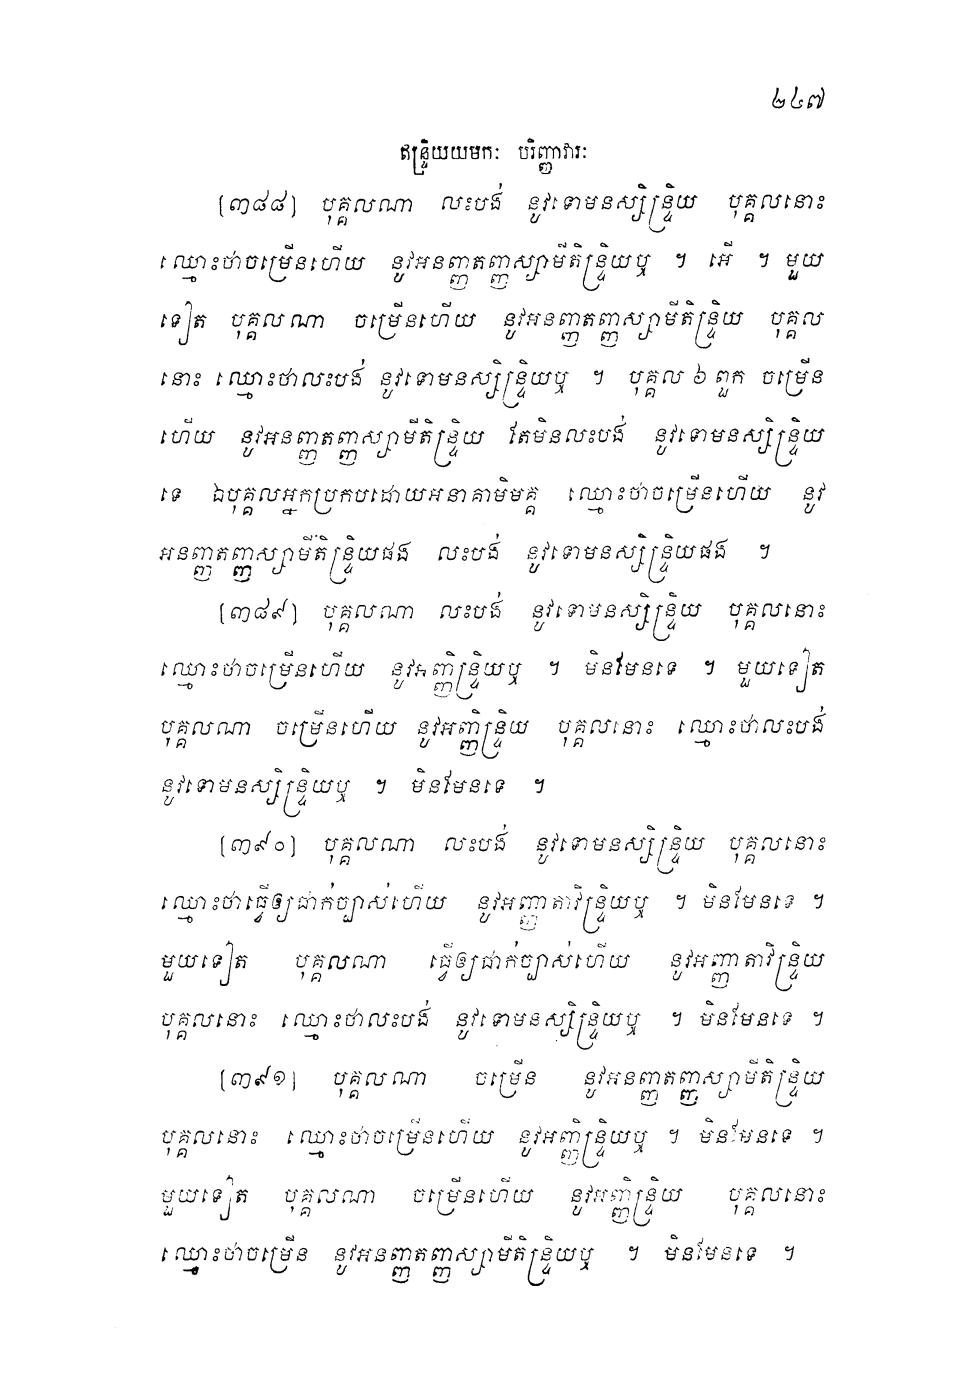 ២៤៧
ឥន្ទ្រិយយមកៈ បរិញ្ញាវារៈ
[៣៨៨] បុគ្គលណា លះបង់ នូវទោមនស្សិន្ទ្រិយ បុគ្គលនោះ
ឈ្មោះថាចម្រើនហើយ នូវអនញ្ញាតញ្ញស្សាមីតិន្ទ្រិយឬ ។ អើ ។ មួយ
ទៀត បុគ្គលណា ចម្រើនហើយ នូវអនញ្ញាតញ្ញស្សាមីតិន្ទ្រិយ បុគ្គល
នោះ ឈ្មោះថាលះបង់ នូវទោមនស្សិន្ទ្រិយឬ ។ បុគ្គល ៦ ពួក ចម្រើន
ហើយ នូវអនញ្ញាតញ្ញស្សាមីតិន្ទ្រិយ តែមិនលះបង់ នូវទោមនស្សិន្ទ្រិយ
ទេ ឯបុគ្គលអ្នកប្រកបដោយអនាគាមិមគ្គ ឈ្មោះថាចម្រើនហើយ នូវ
អនញ្ញាតញ្ញស្សាមីតិន្ទ្រិយផង លះបង់ នូវទោមនស្សិន្ទ្រិយផង ។
[៣៨៩] បុគ្គលណា លះបង់ នូវទោមនស្សិន្ទ្រិយ បុគ្គលនោះ
ឈ្មោះថាចម្រើនហើយ នូវអញ្ញិន្ទ្រិយឬ ។ មិនមែនទេ ។ មួយទៀត
បុគ្គលណា ចម្រើនហើយ នូវអញ្ញិន្ទ្រិយ បុគ្គលនោះ ឈ្មោះថាលះបង់
នូវទោមនស្សិន្ទ្រិយឬ ។ មិនមែនទេ ។
[៣៩០] បុគ្គលណា លះបង់ នូវទោមនស្សិន្ទ្រិយ បុគ្គលនោះ
ឈ្មោះថាធ្វើឲ្យជាក់ច្បាស់ហើយ នូវអញ្ញាតាវិន្ទ្រិយឬ ។ មិនមែនទេ ។
មួយទៀត បុគ្គលណា ធ្វើឲ្យជាក់ច្បាស់ហើយ នូវអញ្ញាតាវិន្ទ្រិយ
បុគ្គលនោះ ឈ្មោះថាលះបង់ នូវទោមនស្សិន្ទ្រិយឬ ។ មិនមែនទេ ។
[៣៩១] បុគ្គលណា ចម្រើន នូវអនញ្ញាតញ្ញស្សាមីតិន្ទ្រិយ
បុគ្គលនោះ ឈ្មោះថាចម្រើនហើយ នូវអញ្ញិន្ទ្រិយឬ ។ មិនមែនទេ ។
មួយទៀត បុគ្គលណា ចម្រើនហើយ នូវអញ្ញិន្ទ្រិយ បុគ្គលនោះ
ឈ្មោះថាចម្រើន នូវអនញ្ញាតញ្ញស្សាមីតិន្ទ្រិយឬ ។ មិនមែនទេ ។